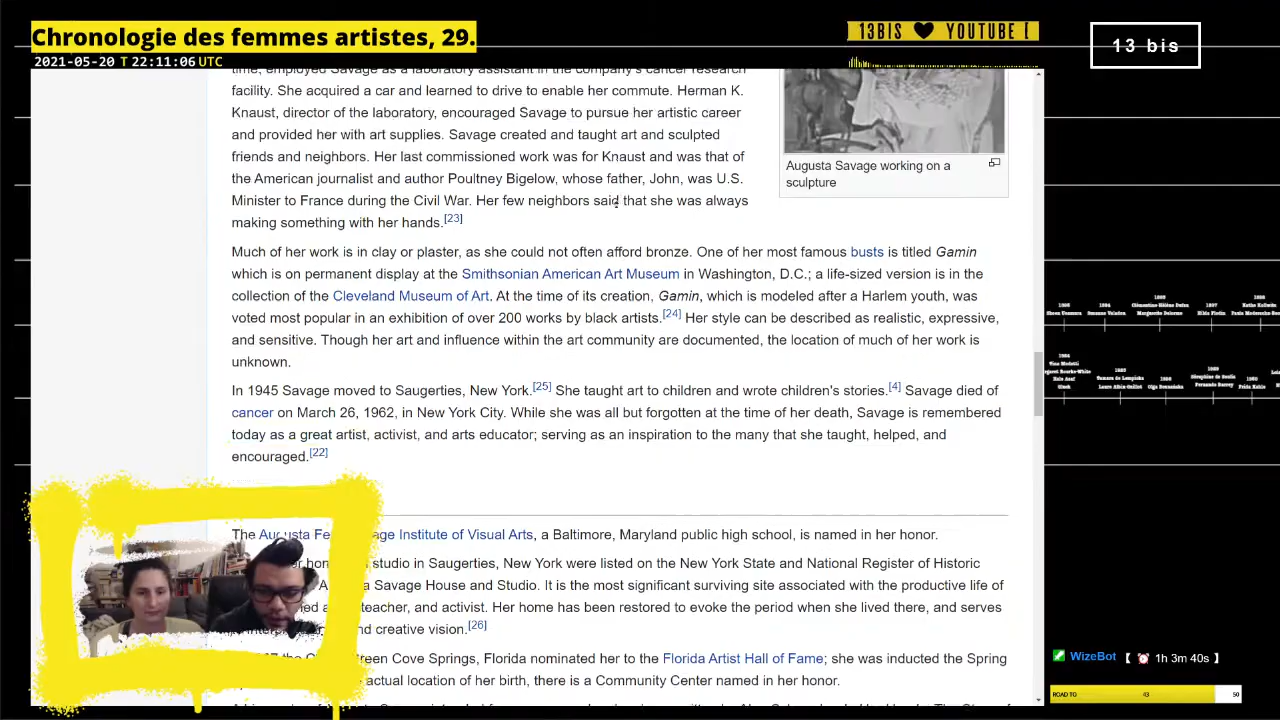 Chronologie des femmes artistes, 29.
2021-05-20 T 22:11:06 UTC
13BIS ♥ YOUTUBE [
13 bis
time, employed Savage as a laboratory assistant in the company's cancer research
facility. She acquired a car and learned to drive to enable her commute. Herman K.
Knaust, director of the laboratory, encouraged Savage to pursue her artistic career
and provided her with art supplies. Savage created and taught art and sculpted
friends and neighbors. Her last commissioned work was for Knaust and was that of
the American journalist and author Poultney Bigelow, whose father, John, was U.S.
Minister to France during the Civil War. Her few neighbors said that she was always
making something with her hands.[23]
Augusta Savage working on a
sculpture
Much of her work is in clay or plaster, as she could not often afford bronze. One of her most famous busts is titled Gamin
which is on permanent display at the Smithsonian American Art Museum in Washington, D.C.; a life-sized version is in the
collection of the Cleveland Museum of Art. At the time of its creation, Gamin, which is modeled after a Harlem youth, was
voted most popular in an exhibition of over 200 works by black artists.[24] Her style can be described as realistic, expressive,
and sensitive. Though her art and influence within the art community are documented, the location of much of her work is
unknown.
In 1945 Savage moved to Saugerties, New York.[25] She taught art to children and wrote children's stories.[4] Savage died of
cancer on March 26, 1962, in New York City. While she was all but forgotten at the time of her death, Savage is remembered
today as a great artist, activist, and arts educator; serving as an inspiration to the many that she taught, helped, and
encouraged.[22]
The Augusta Fe age Institute of Visual Arts, a Baltimore, Maryland public high school, is named in her honor.
studio in Saugerties, New York were listed on the New York State and National Register of Historic
Savage House and Studio. It is the most significant surviving site associated with the productive life of
teacher, and activist. Her home has been restored to evoke the period when she lived there, and serves
nd creative vision.[26]
reen Cove Springs, Florida nominated her to the Florida Artist Hall of Fame; she was inducted the Spring
actual location of her birth, there is a Community Center named in her honor.
WizeBot 【 ⏰ 1h 3m 40s 】
ROAD TO 43 50